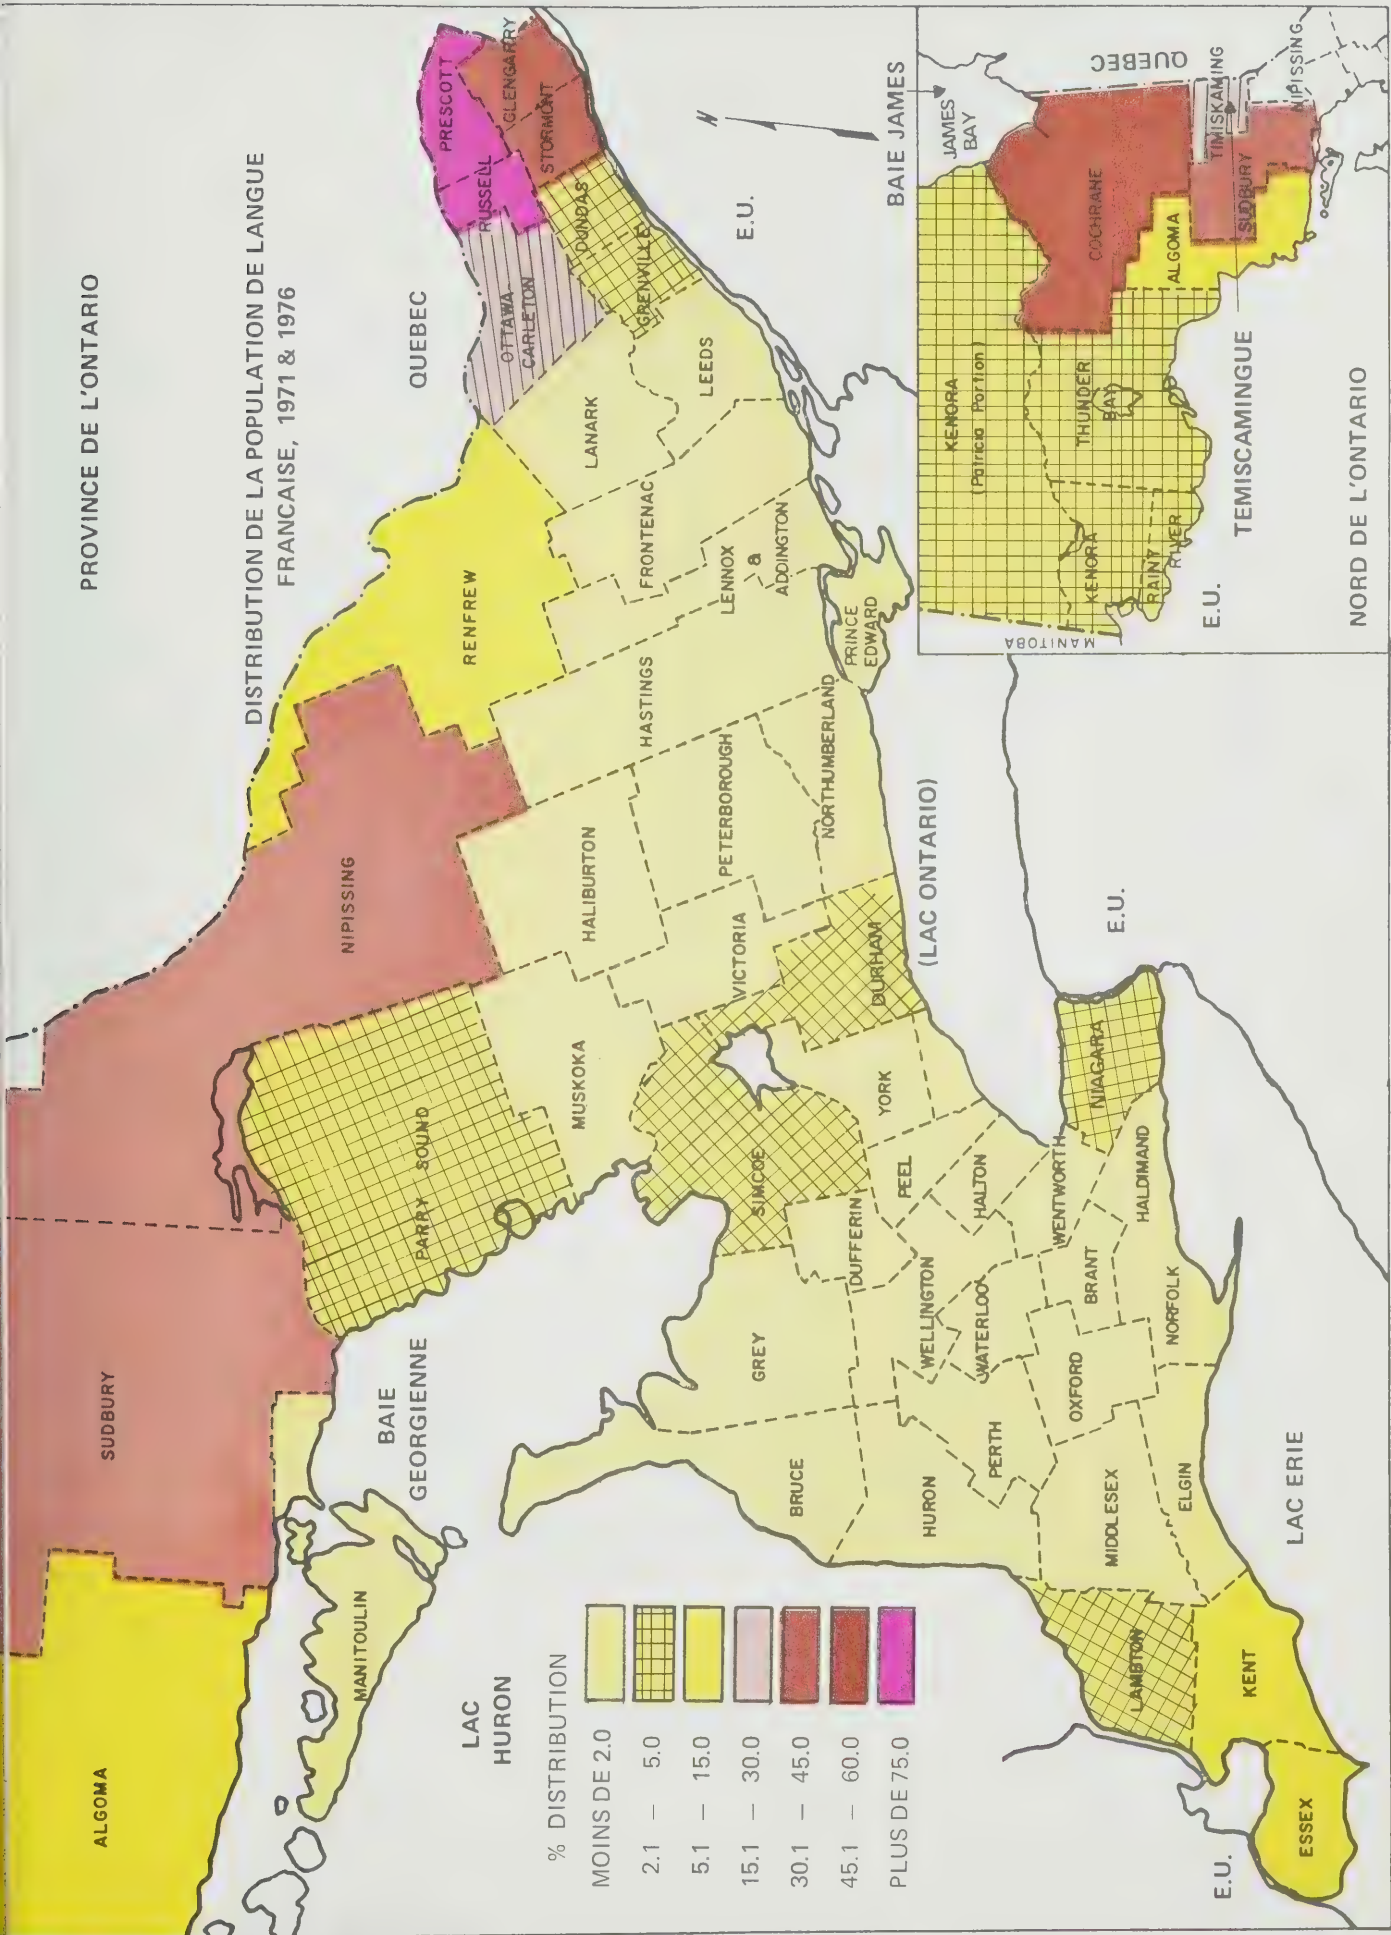 PROVINCE DE L'ONTARIO
DISTRIBUTION DE LA POPULATION DE LANGUE
FRANCAISE, 1971 & 1976
QUEBEC
PRESCOTT
RUSSELL
GLENGARRY
STORMONT
DUNDAS
GRENVILLE
OTTAWA
CARLETON
LANARK
LEEDS
RENFREW
FRONTENAC
LENNOX
a
ADDINGTON
PRINCE
EDWARD
HASTINGS
NIPISSING
HALIBURTON
PETERBOROUGH
NORTHUMBERLAND
VICTORIA
DURHAM
(LAC ONTARIO)
MUSKOKA
PARRY SOUND
SIMCOE
YORK
PEEL
HALTON
DUFFERIN
WENTWORTH
NIAGARA
HALDIMAND
BRANT
NORFOLK
WELLINGTON
WATERLOO
GREY
BRUCE
HURON
PERTH
OXFORD
MIDDLESEX
ELGIN
LAMBTON
KENT
ESSEX
SUDBURY
ALGOMA
MANITOULIN
BAIE
GEORGIENNE
LAC
HURON
LAC ERIE
E.U.
E.U.
E.U.
% DISTRIBUTION
MOINS DE 2.0
2.1 – 5.0
5.1 – 15.0
15.1 – 30.0
30.1 – 45.0
45.1 – 60.0
PLUS DE 75.0
N
BAIE JAMES
JAMES
BAY
QUEBEC
KENORA
(Patricia Portion)
COCHRANE
TIMISKAMING
NIPISSING
SUDBURY
ALGOMA
THUNDER
BAY
KENORA
RAINY
RIVER
MANITOBA
E.U.
TEMISCAMINGUE
NORD DE L'ONTARIO